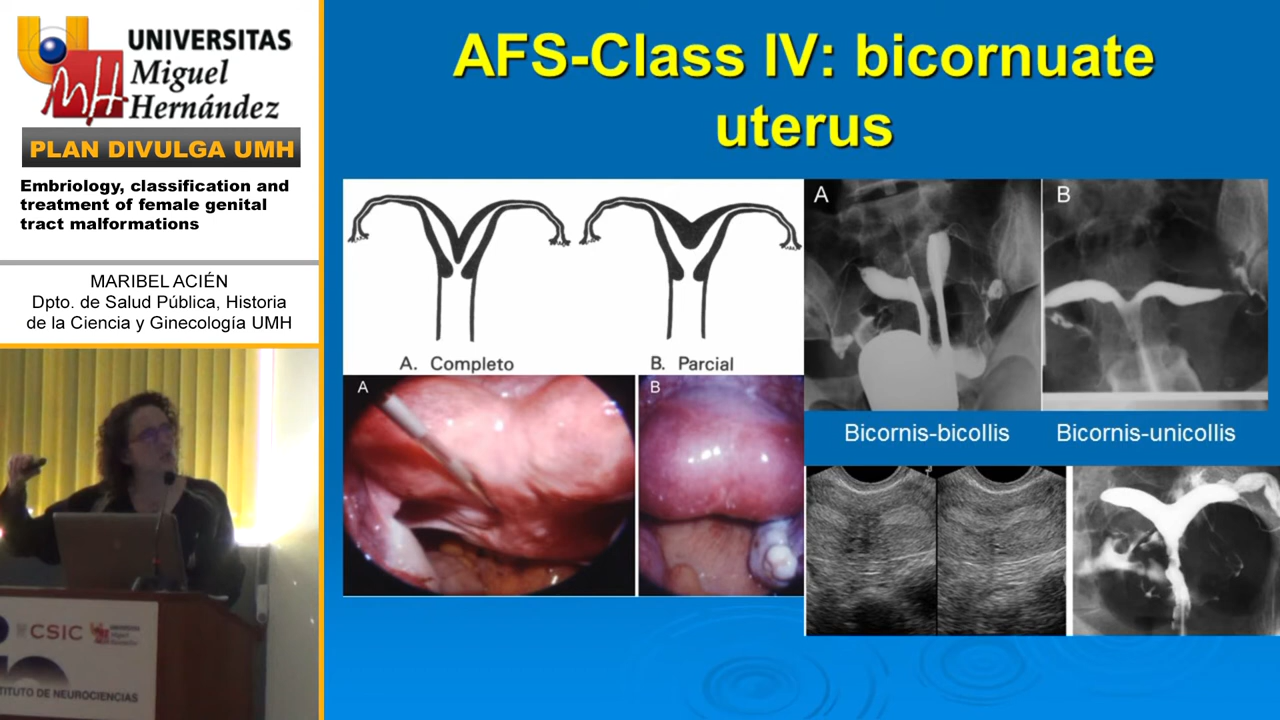 UNIVERSITAS
Miguel
Hernández
PLAN DIVULGA UMH
Embriology, classification and
treatment of female genital
tract malformations
MARIBEL ACIÉN
Dpto. de Salud Pública, Historia
de la Ciencia y Ginecología UMH
CSIC
TITUTO DE NEUROCIENCIAS
AFS-Class IV: bicornuate
uterus
A. Completo
B. Parcial
A
B
A
B
Bicornis-bicollis
Bicornis-unicollis